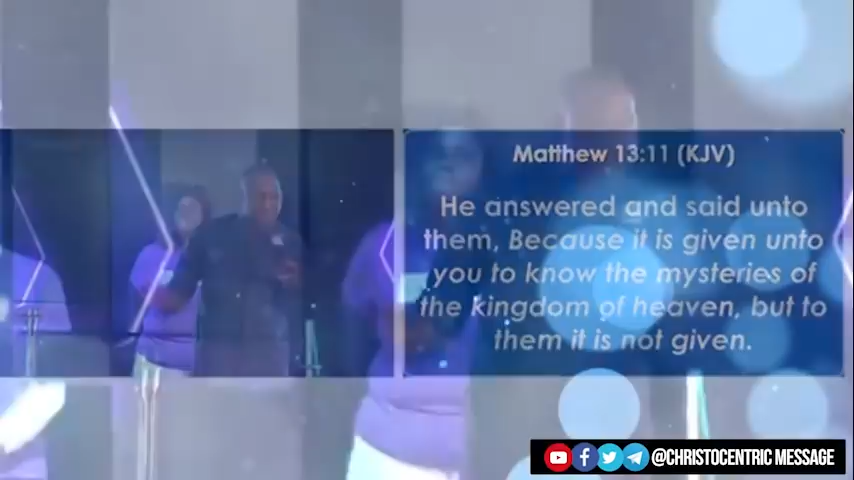 Matthew 13:11 (KJV)
He answered and said unto
them, Because it is given unto
you to know the mysteries of
the kingdom of heaven, but to
them it is not given.
@CHRISTOCENTRIC MESSAGE